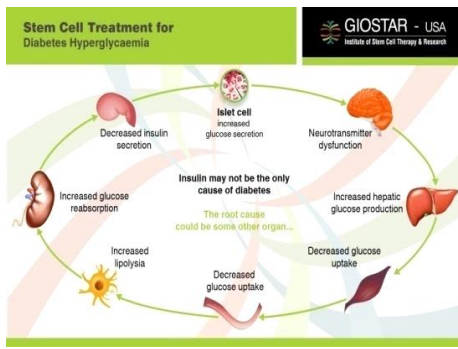 Stem Cell Treatment for
Diabetes Hyperglycaemia
GIOSTAR - USA
Institute of Stem Cell Therapy & Research
Islet cell
increased
glucose secretion
Decreased insulin
secretion
Neurotransmitter
dysfunction
Insulin may not be the only
cause of diabetes
The root cause
could be some other organ...
Increased glucose
reabsorption
Increased hepatic
glucose production
Increased
lipolysia
Decreased
glucose uptake
Decreased glucose
uptake